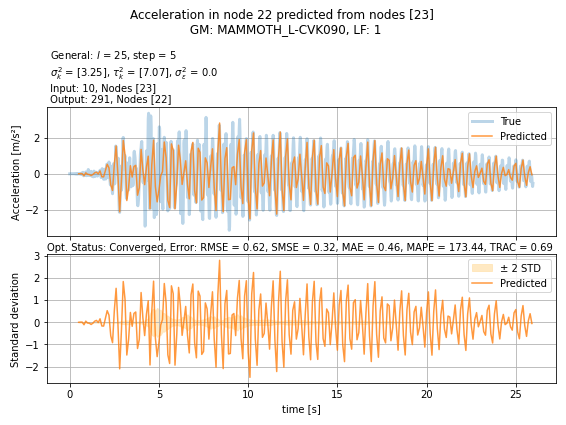 Acceleration in node 22 predicted from nodes [23]
GM: MAMMOTH_L-CVK090, LF: 1
General: l = 25, step = 5
σ²ₖ = [3.25], τ²ₖ = [7.07], σ²ε = 0.0
Input: 10, Nodes [23]
Output: 291, Nodes [22]
Acceleration [m/s²]
2
0
−2
True
Predicted
Opt. Status: Converged, Error: RMSE = 0.62, SMSE = 0.32, MAE = 0.46, MAPE = 173.44, TRAC = 0.69
Standard deviation
3
2
1
0
−1
−2
± 2 STD
Predicted
0 5 10 15 20 25
time [s]